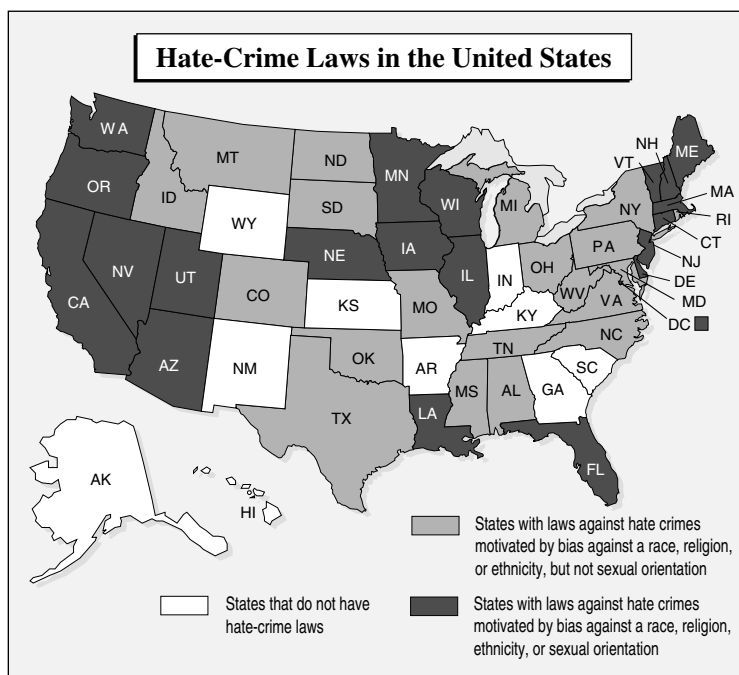 Hate-Crime Laws in the United States
WA
OR
CA
NV
ID
MT
WY
UT
AZ
CO
NM
ND
SD
NE
KS
OK
TX
MN
IA
MO
AR
LA
WI
IL
MI
IN
OH
KY
TN
MS
AL
GA
FL
SC
NC
VA
WV
PA
NY
VT
NH
ME
MA
RI
CT
NJ
DE
MD
DC
AK
HI
States with laws against hate crimes
motivated by bias against a race, religion,
or ethnicity, but not sexual orientation
States that do not have
hate-crime laws
States with laws against hate crimes
motivated by bias against a race, religion,
ethnicity, or sexual orientation